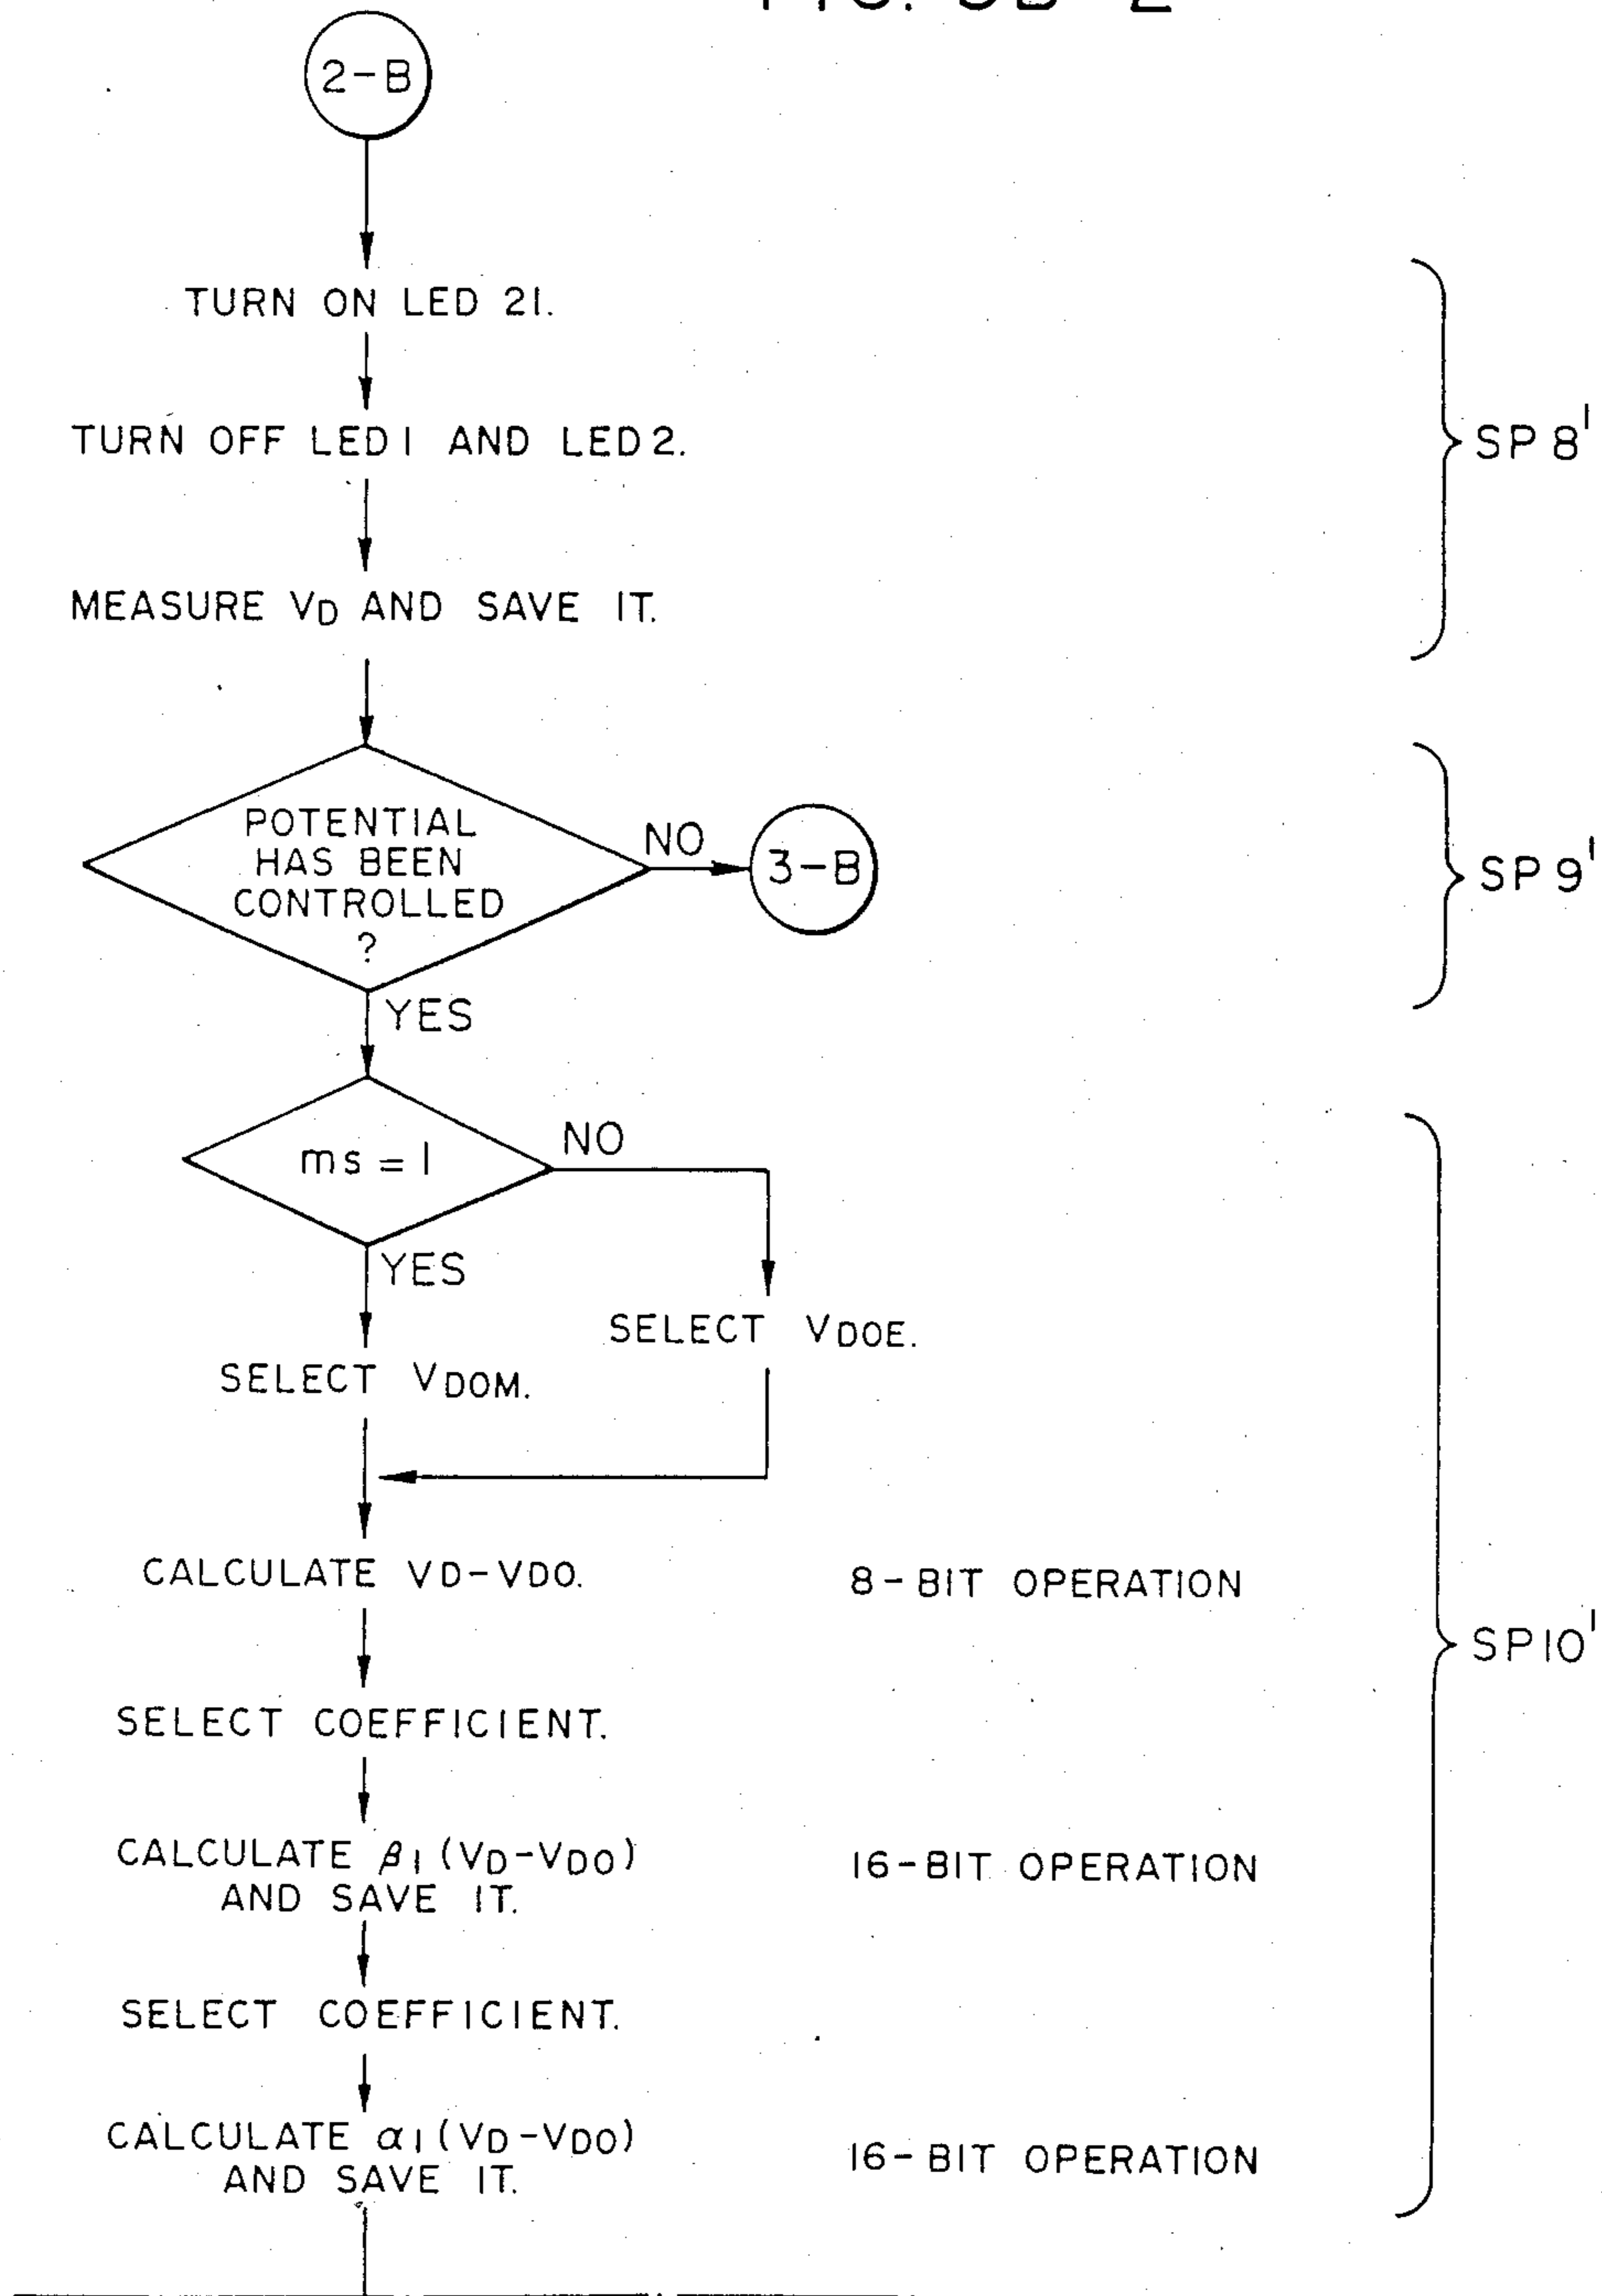 2-B
TURN ON LED 21.
TURN OFF LED1 AND LED2.
MEASURE VD AND SAVE IT.
SP8'
POTENTIAL
HAS BEEN
CONTROLLED
?
NO
3-B
SP9'
YES
ms = 1
NO
YES
SELECT VDOE.
SELECT VDOM.
CALCULATE VD-VDO.
8-BIT OPERATION
SP10'
SELECT COEFFICIENT.
CALCULATE β1(VD-VDO)
AND SAVE IT.
16-BIT OPERATION
SELECT COEFFICIENT.
CALCULATE α1(VD-VDO)
AND SAVE IT.
16-BIT OPERATION